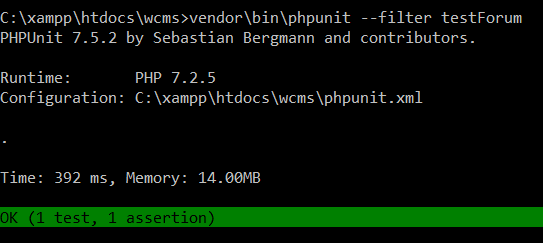 C:\xampp\htdocs\wcms>vendor\bin\phpunit --filter testForum
PHPUnit 7.5.2 by Sebastian Bergmann and contributors.
Runtime:       PHP 7.2.5
Configuration: C:\xampp\htdocs\wcms\phpunit.xml
.
Time: 392 ms, Memory: 14.00MB
OK (1 test, 1 assertion)